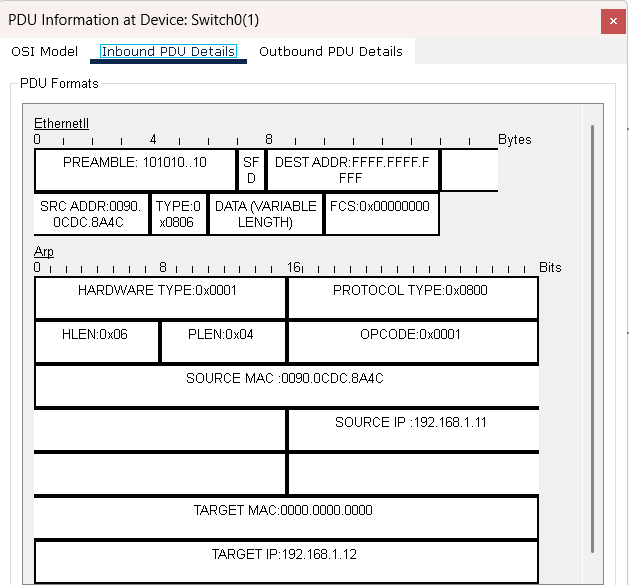 PDU Information at Device: Switch0(1)
×
OSI Model Inbound PDU Details Outbound PDU Details
PDU Formats
EthernetII
0 4 8 Bytes
PREAMBLE: 101010..10
SF
D
DEST ADDR:FFFF.FFFF.F
FFF
SRC ADDR:0090.
0CDC.8A4C
TYPE:0
x0806
DATA (VARIABLE
LENGTH)
FCS:0x00000000
Arp
0 8 16 Bits
HARDWARE TYPE:0x0001 PROTOCOL TYPE:0x0800
HLEN:0x06 PLEN:0x04 OPCODE:0x0001
SOURCE MAC :0090.0CDC.8A4C
SOURCE IP :192.168.1.11
TARGET MAC:0000.0000.0000
TARGET IP:192.168.1.12